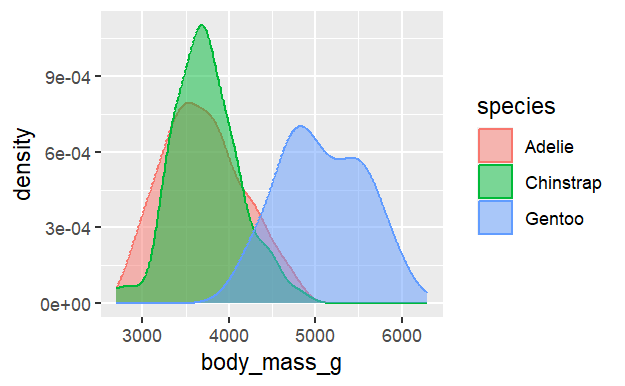 density
9e-04
6e-04
3e-04
0e+00
3000 4000 5000 6000
body_mass_g
species
Adelie
Chinstrap
Gentoo